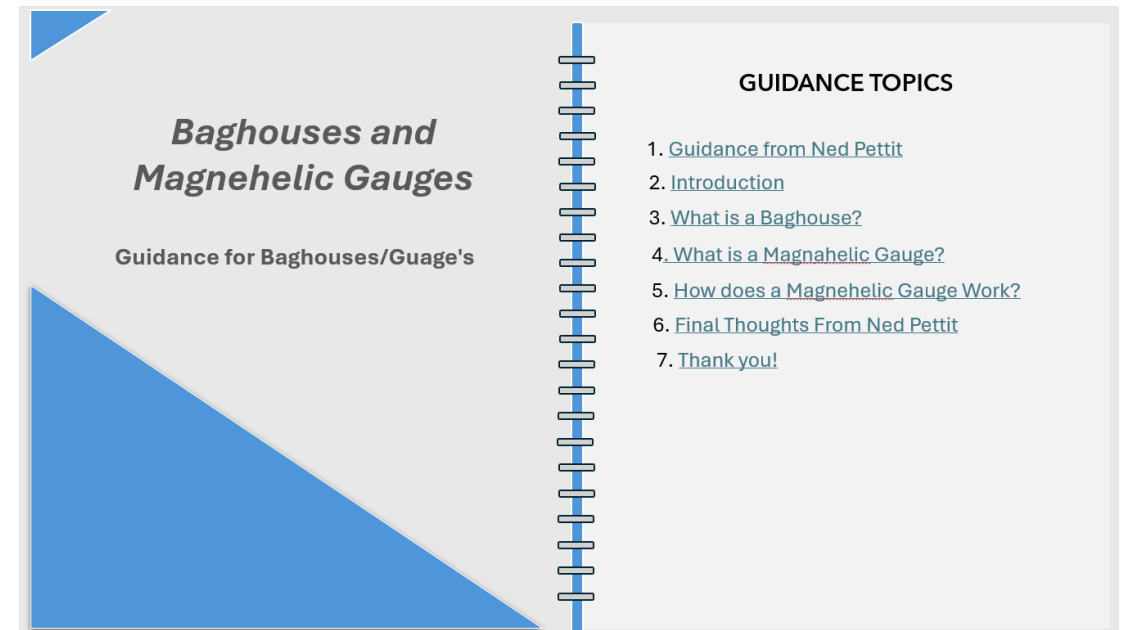 Baghouses and
Magnehelic Gauges
Guidance for Baghouses/Guage's
GUIDANCE TOPICS
1. Guidance from Ned Pettit
2. Introduction
3. What is a Baghouse?
4. What is a Magnahelic Gauge?
5. How does a Magnehelic Gauge Work?
6. Final Thoughts From Ned Pettit
7. Thank you!